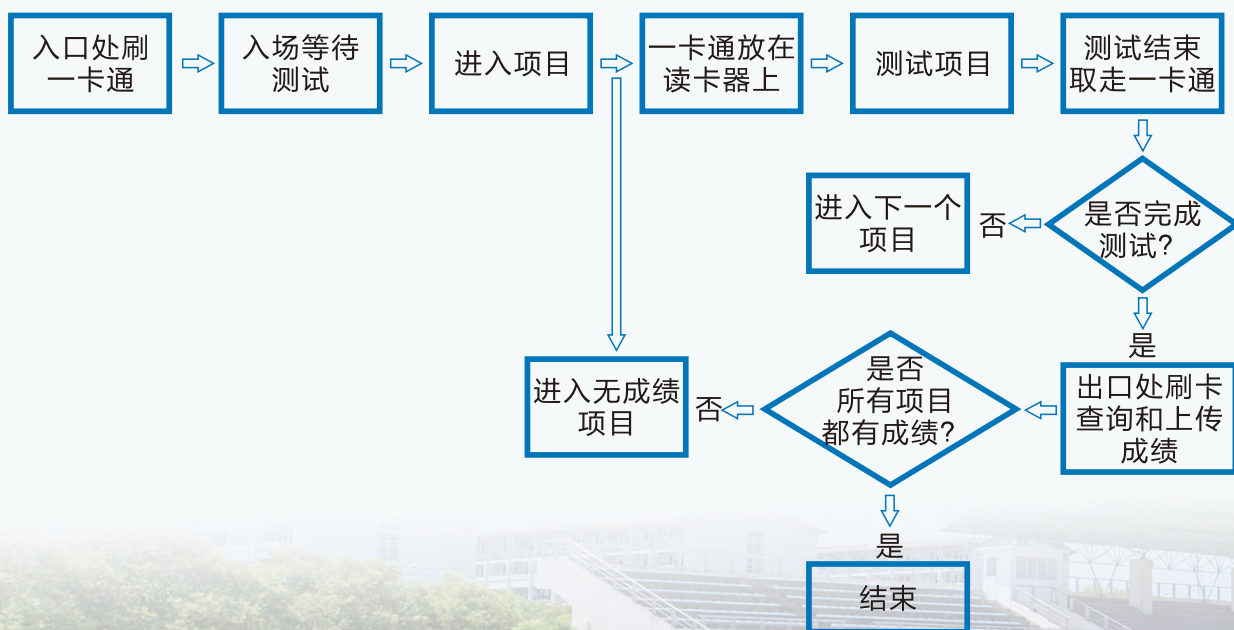 入口处刷
一卡通
入场等待
测试
进入项目
一卡通放在
读卡器上
测试项目
测试结束
取走一卡通
是否完成
测试?
否
进入下一个
项目
是
出口处刷卡
查询和上传
成绩
是否
所有项目
都有成绩?
否
进入无成绩
项目
是
结束